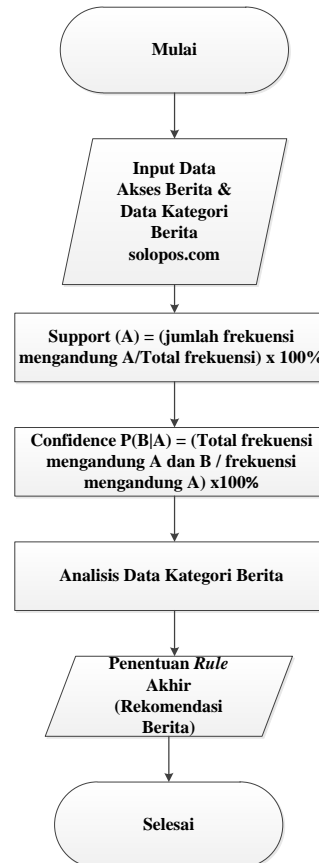 Mulai
Input Data
Akses Berita &
Data Kategori
Berita
solopos.com
Support (A) = (jumlah frekuensi
mengandung A/Total frekuensi) x 100%
Confidence P(B|A) = (Total frekuensi
mengandung A dan B / frekuensi
mengandung A) x100%
Analisis Data Kategori Berita
Penentuan Rule
Akhir
(Rekomendasi
Berita)
Selesai